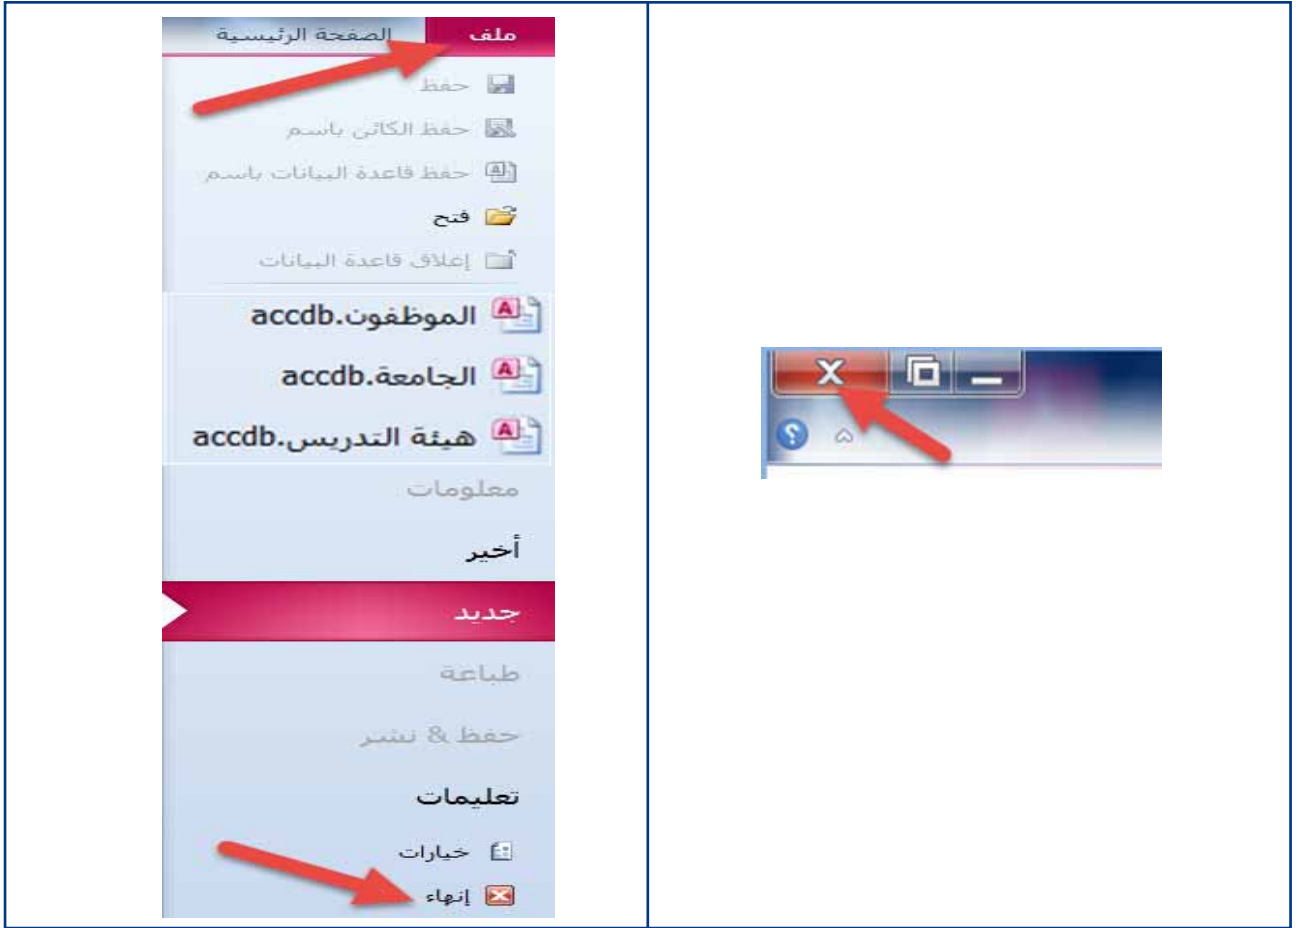 ملف الصفحة الرئيسية
حفظ
حفظ الكائن باسم
حفظ قاعدة البيانات باسم
فتح
إغلاق قاعدة البيانات
الموظفون.accdb
الجامعة.accdb
هيئة التدريس.accdb
معلومات
أخير
جديد
طباعة
حفظ & نشر
تعليمات
خيارات
إنهاء